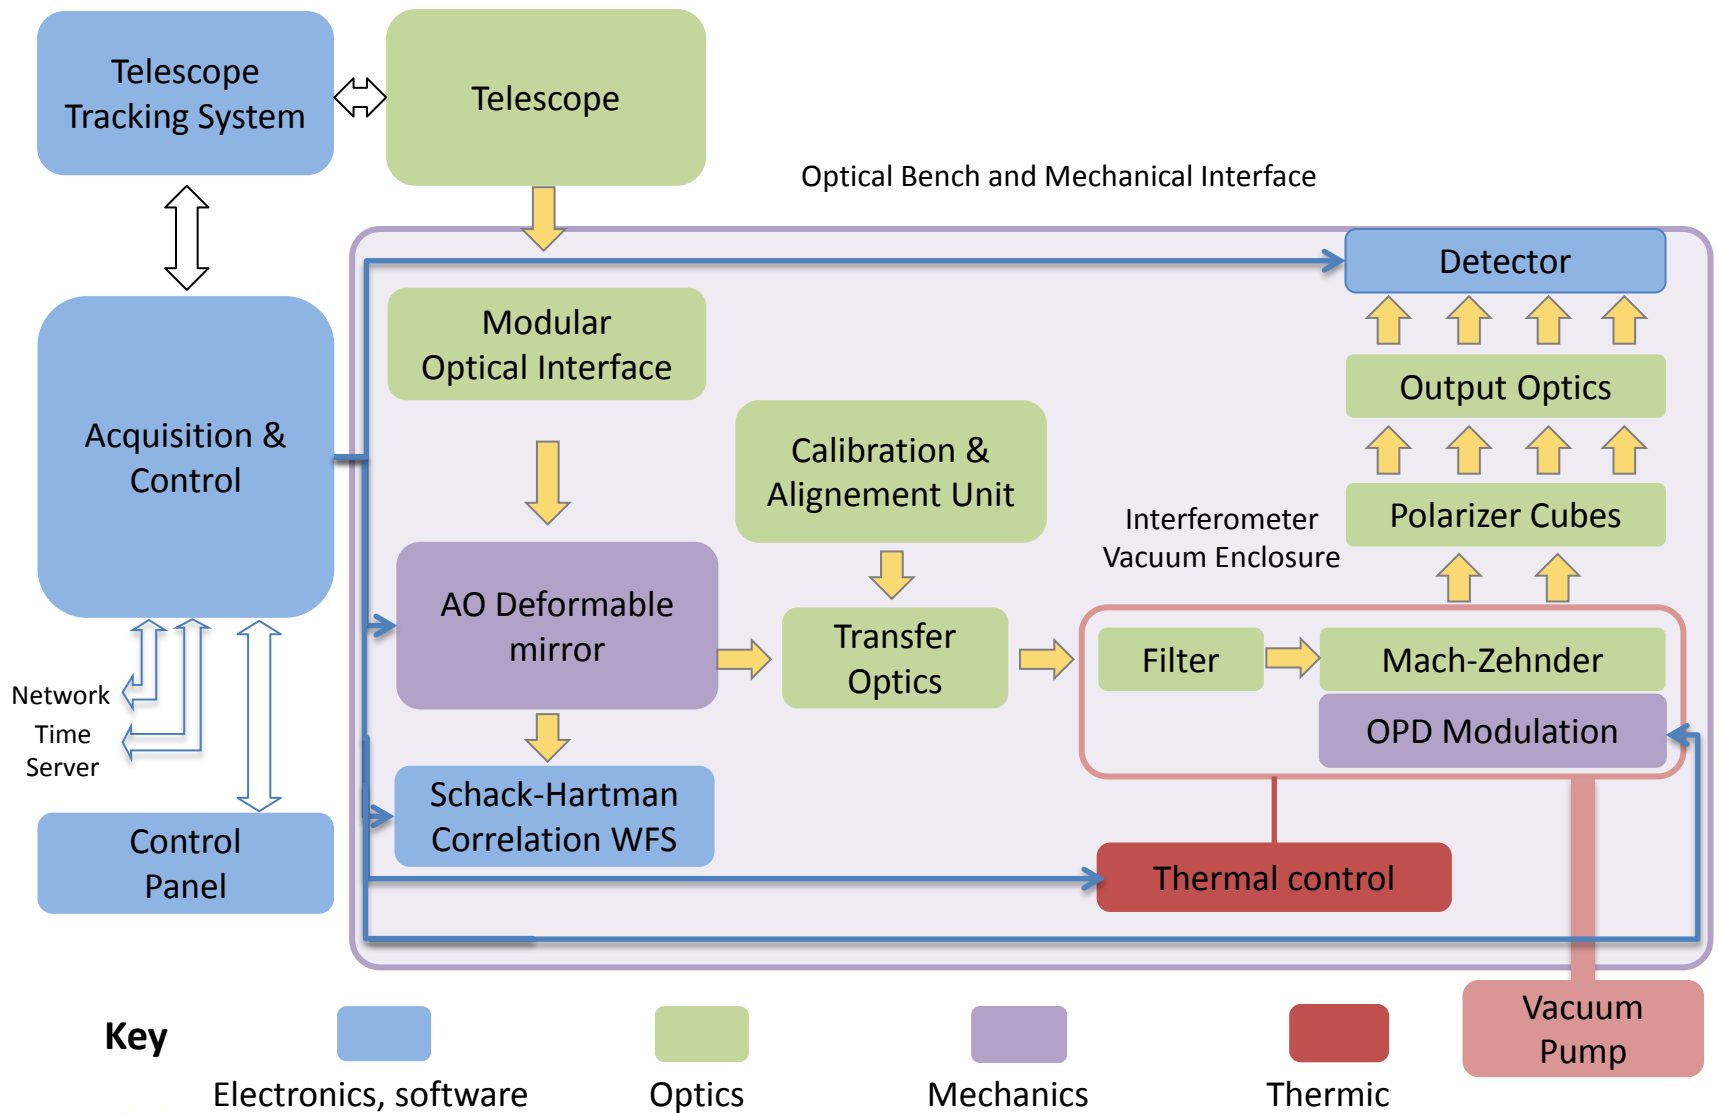 Telescope
Tracking System
Telescope
Optical Bench and Mechanical Interface
Detector
Modular
Optical Interface
Output Optics
Acquisition &
Control
Calibration &
Alignement Unit
Polarizer Cubes
Interferometer
Vacuum Enclosure
AO Deformable
mirror
Transfer
Optics
Filter
Mach-Zehnder
OPD Modulation
Network
Time
Server
Schack-Hartman
Correlation WFS
Control
Panel
Thermal control
Vacuum
Pump
Key
Electronics, software
Optics
Mechanics
Thermic